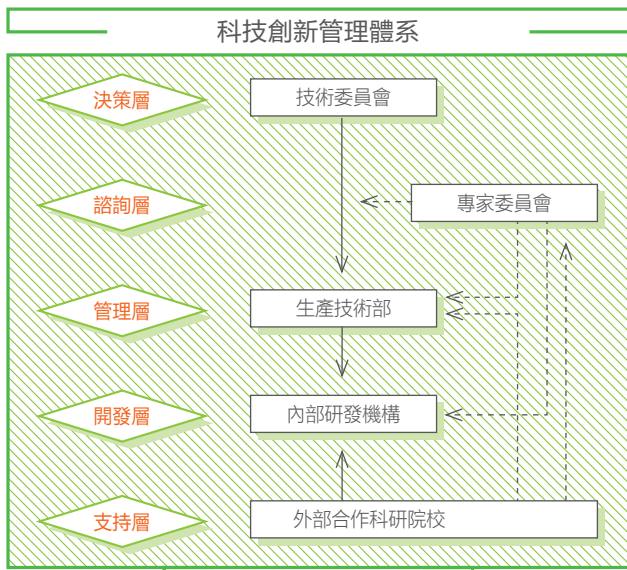 科技創新管理體系
決策層
技術委員會
諮詢層
專家委員會
管理層
生產技術部
開發層
內部研發機構
支持層
外部合作科研院校